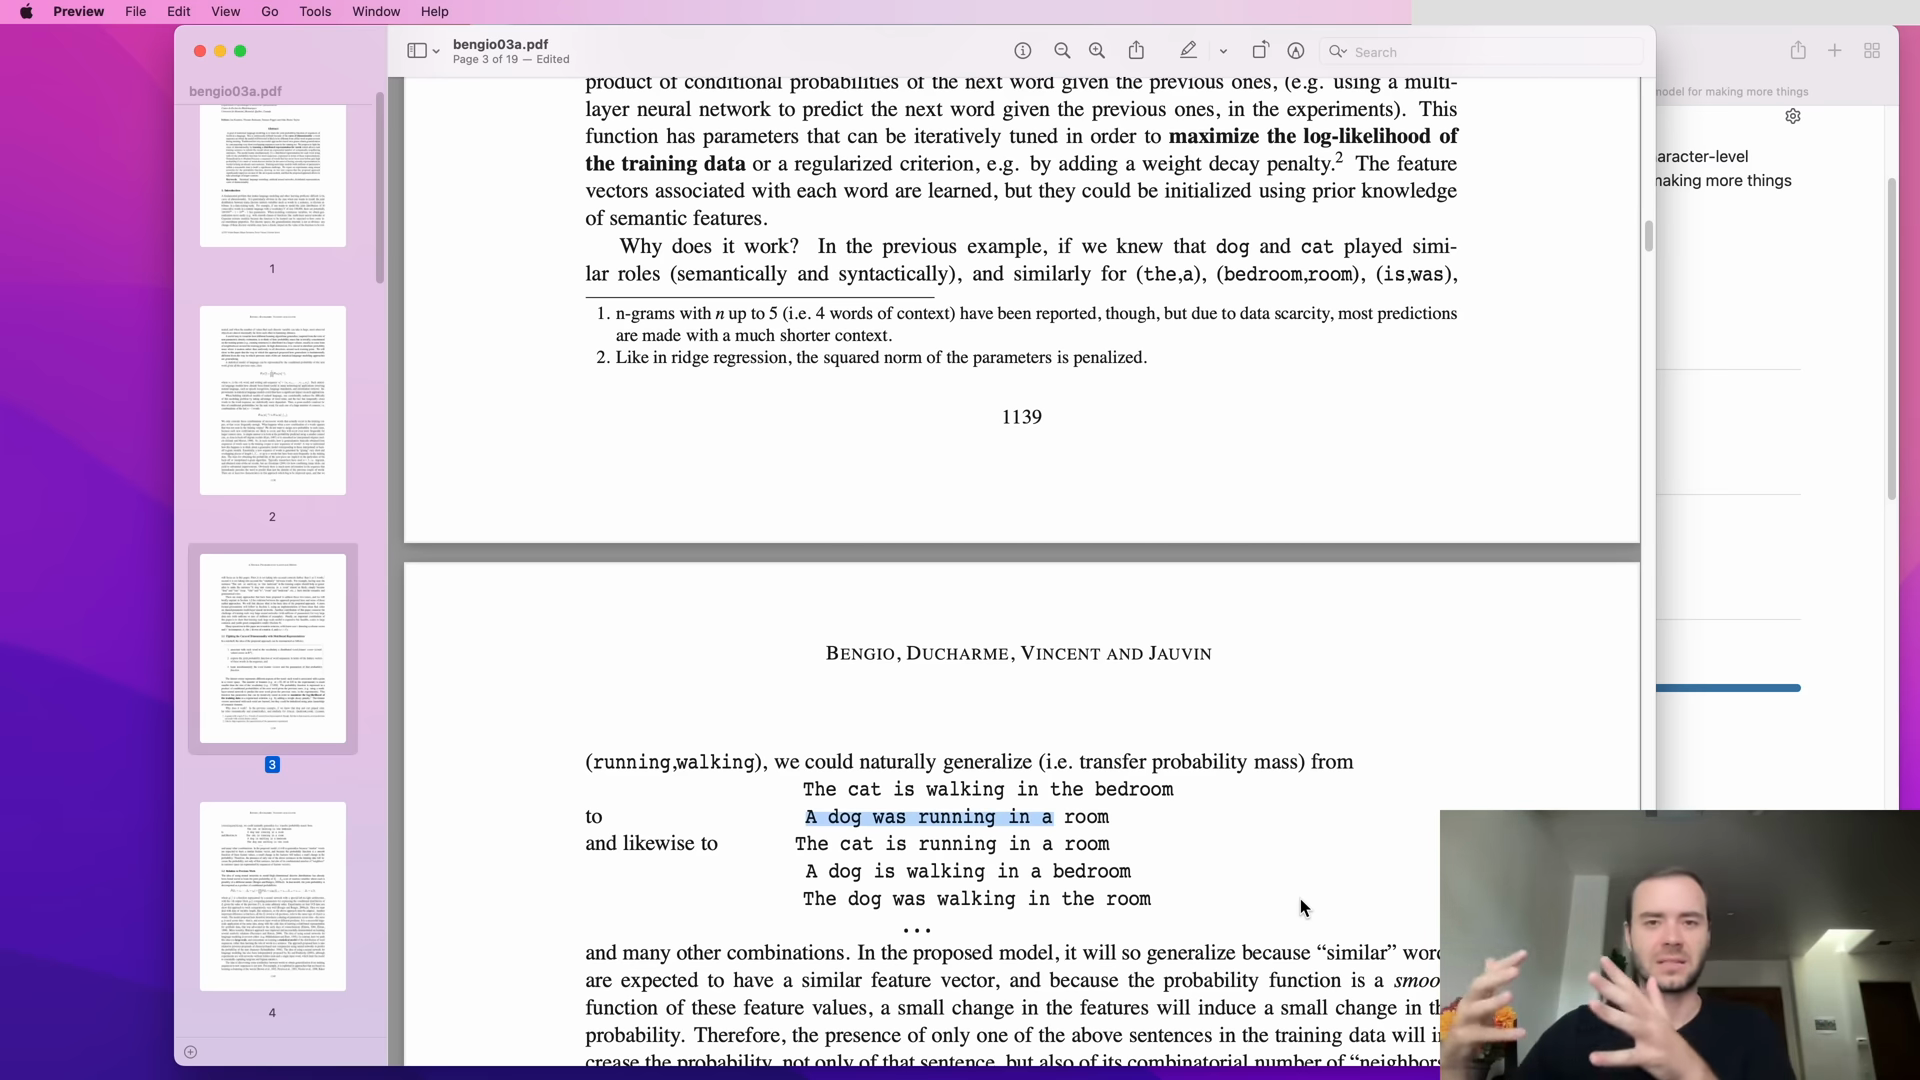 Preview File Edit View Go Tools Window Help
bengio03a.pdf
Page 3 of 19 — Edited
Search
bengio03a.pdf
1
2
3
4
product of conditional probabilities of the next word given the previous ones, (e.g. using a multi-
layer neural network to predict the next word given the previous ones, in the experiments). This
function has parameters that can be iteratively tuned in order to maximize the log-likelihood of
the training data or a regularized criterion, e.g. by adding a weight decay penalty.2 The feature
vectors associated with each word are learned, but they could be initialized using prior knowledge
of semantic features.
Why does it work? In the previous example, if we knew that dog and cat played simi-
lar roles (semantically and syntactically), and similarly for (the,a), (bedroom,room), (is,was),
1. n-grams with n up to 5 (i.e. 4 words of context) have been reported, though, but due to data scarcity, most predictions
are made with a much shorter context.
2. Like in ridge regression, the squared norm of the parameters is penalized.
1139
BENGIO, DUCHARME, VINCENT AND JAUVIN
(running,walking), we could naturally generalize (i.e. transfer probability mass) from
The cat is walking in the bedroom
to A dog was running in a room
and likewise to The cat is running in a room
A dog is walking in a bedroom
The dog was walking in the room
...
and many other combinations. In the proposed model, it will so generalize because “similar” wor
are expected to have a similar feature vector, and because the probability function is a smoo
function of these feature values, a small change in the features will induce a small change in th
probability. Therefore, the presence of only one of the above sentences in the training data will in
crease the probability, not only of that sentence, but also of its combinatorial number of “neighbors
model for making more things
aracter-level
making more things